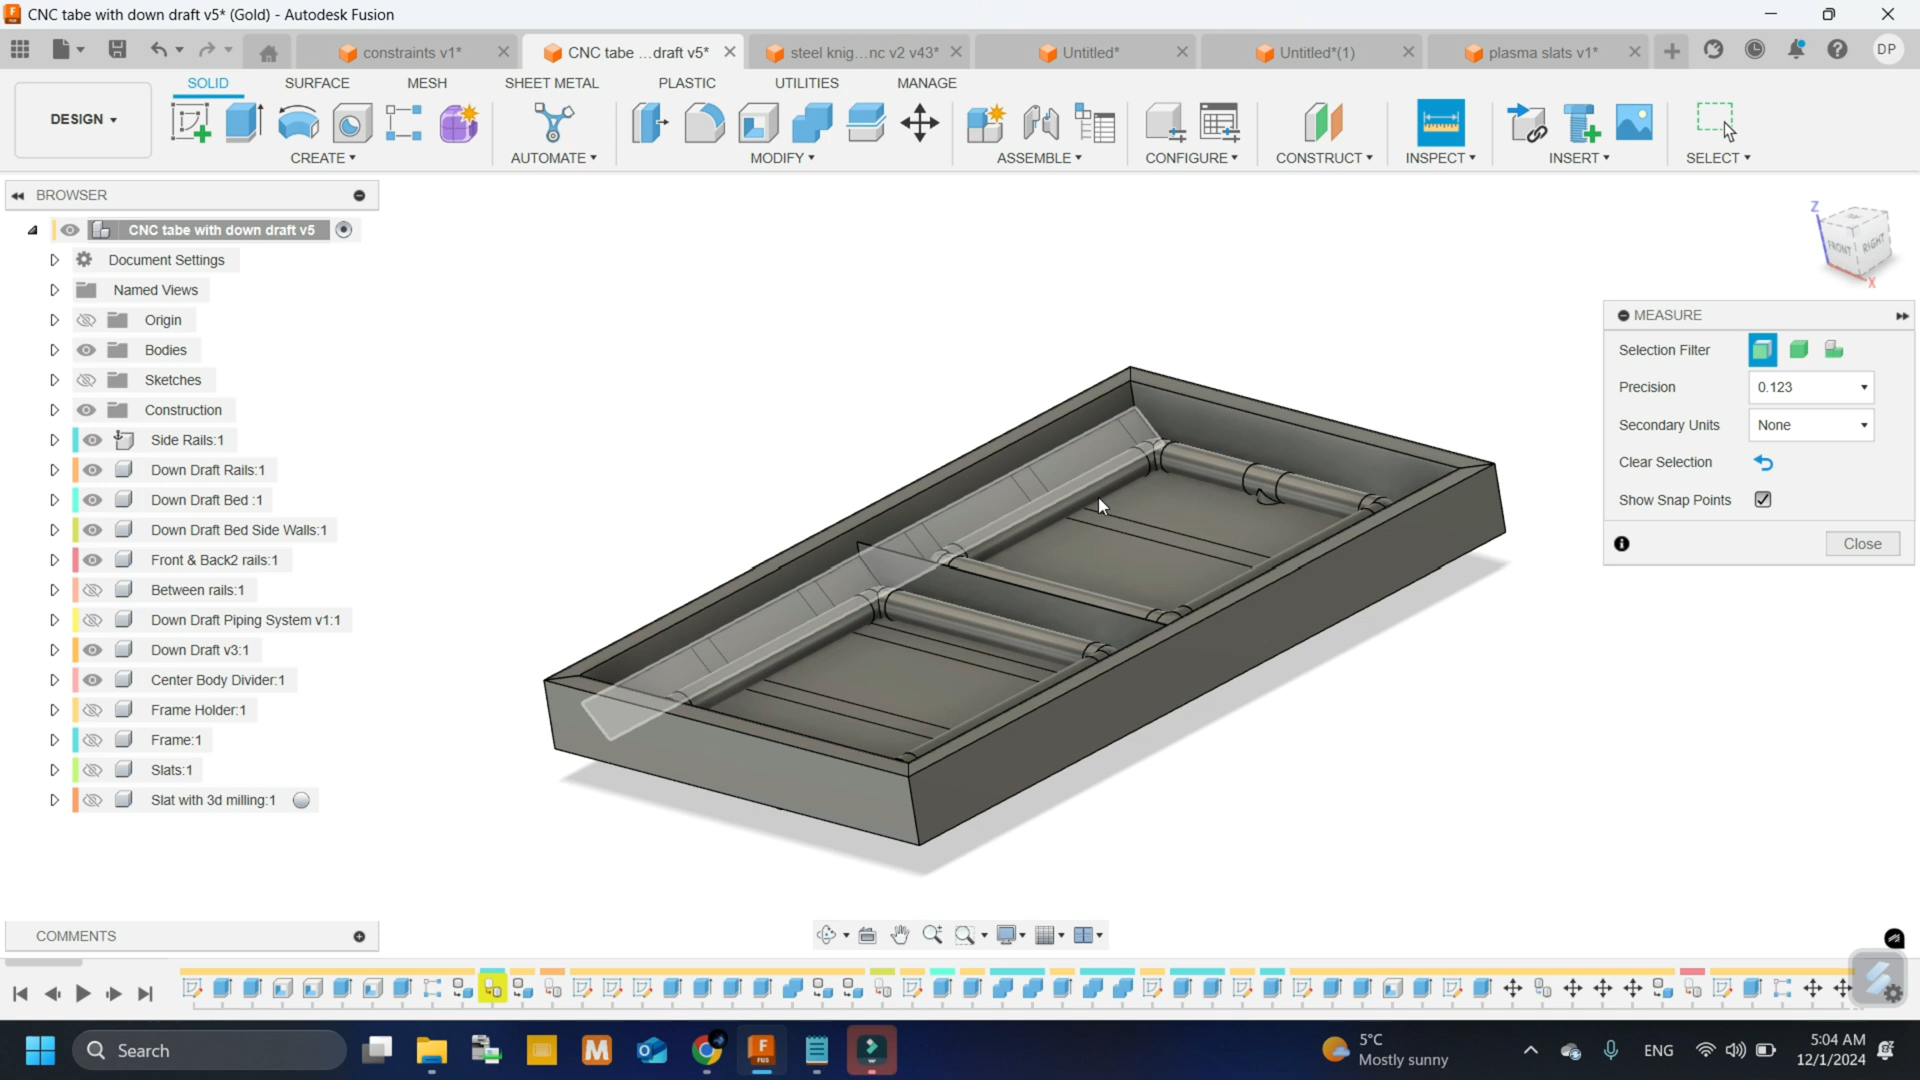 CNC tabe with down draft v5* (Gold) - Autodesk Fusion
constraints v1*
CNC tabe ...draft v5*
steel knig...nc v2 v43*
Untitled*
Untitled*(1)
plasma slats v1*
DP
DESIGN
SOLID
SURFACE
MESH
SHEET METAL
PLASTIC
UTILITIES
MANAGE
CREATE
AUTOMATE
MODIFY
ASSEMBLE
CONFIGURE
CONSTRUCT
INSPECT
INSERT
SELECT
BROWSER
CNC tabe with down draft v5
Document Settings
Named Views
Origin
Bodies
Sketches
Construction
Side Rails:1
Down Draft Rails:1
Down Draft Bed :1
Down Draft Bed Side Walls:1
Front & Back2 rails:1
Between rails:1
Down Draft Piping System v1:1
Down Draft v3:1
Center Body Divider:1
Frame Holder:1
Frame:1
Slats:1
Slat with 3d milling:1
Z
FRONT
RIGHT
X
MEASURE
Selection Filter
Precision
0.123
Secondary Units
None
Clear Selection
Show Snap Points
Close
COMMENTS
Search
M
F
FUS
5°C
Mostly sunny
ENG
5:04 AM
12/1/2024